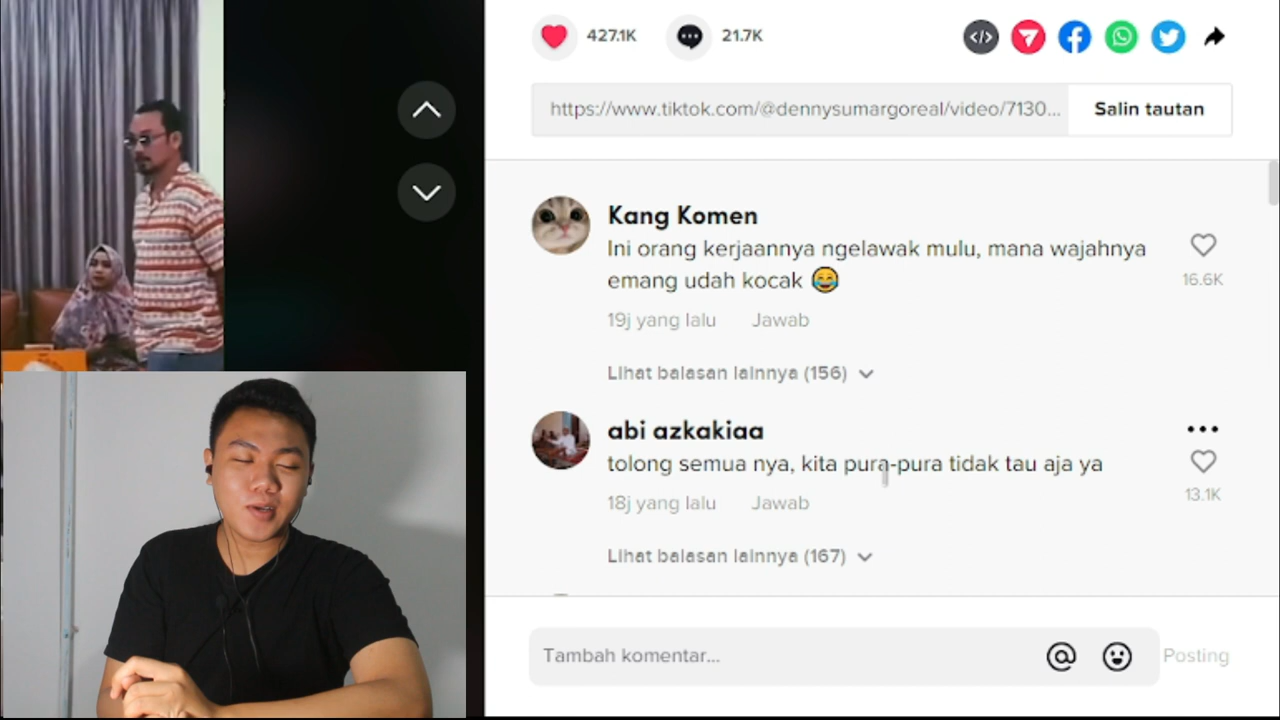 427.1K
21.7K
https://www.tiktok.com/@dennysumargoreal/video/7130...
Salin tautan
Kang Komen
Ini orang kerjaannya ngelawak mulu, mana wajahnya
emang udah kocak 😂
16.6K
19j yang lalu Jawab
Lihat balasan lainnya (156)
abi azkakiaa
tolong semua nya, kita pura-pura tidak tau aja ya
13.1K
18j yang lalu Jawab
Lihat balasan lainnya (167)
Tambah komentar...
Posting